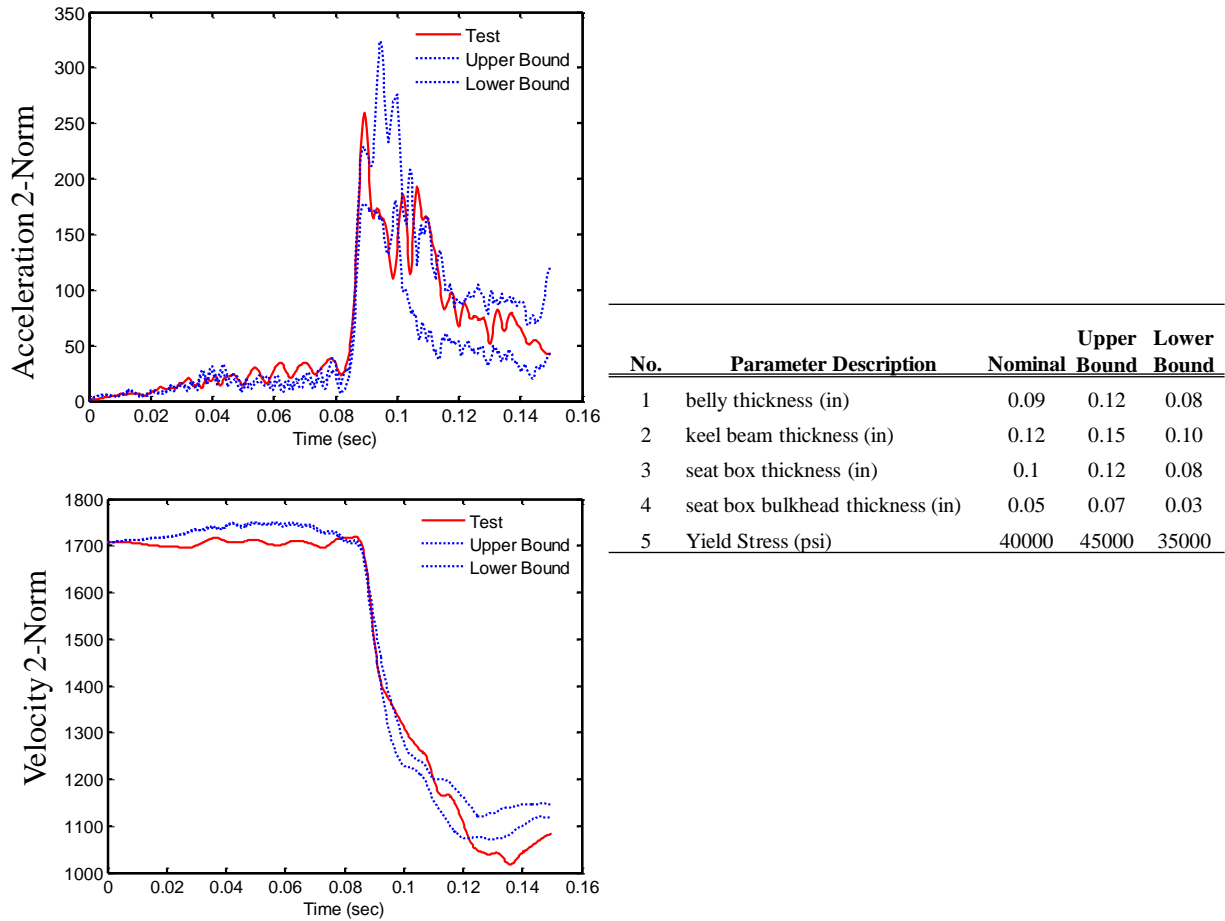 Acceleration 2-Norm
350
300
250
200
150
100
50
0
Test
Upper Bound
Lower Bound
0 0.02 0.04 0.06 0.08 0.1 0.12 0.14 0.16
Time (sec)
Velocity 2-Norm
1800
1700
1600
1500
1400
1300
1200
1100
1000
Test
Upper Bound
Lower Bound
0 0.02 0.04 0.06 0.08 0.1 0.12 0.14 0.16
Time (sec)
No. Parameter Description Nominal Upper Bound Lower Bound
1 belly thickness (in) 0.09 0.12 0.08
2 keel beam thickness (in) 0.12 0.15 0.10
3 seat box thickness (in) 0.1 0.12 0.08
4 seat box bulkhead thickness (in) 0.05 0.07 0.03
5 Yield Stress (psi) 40000 45000 35000